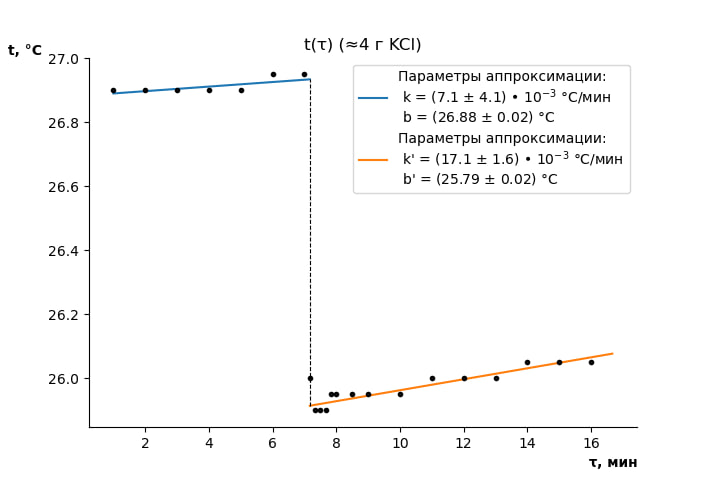 t(τ) (≈4 г KCl)
t, °C
27.0
26.8
26.6
26.4
26.2
26.0
Параметры аппроксимации:
k = (7.1 ± 4.1) • 10⁻³ °C/мин
b = (26.88 ± 0.02) °C
Параметры аппроксимации:
k' = (17.1 ± 1.6) • 10⁻³ °C/мин
b' = (25.79 ± 0.02) °C
2 4 6 8 10 12 14 16
τ, мин